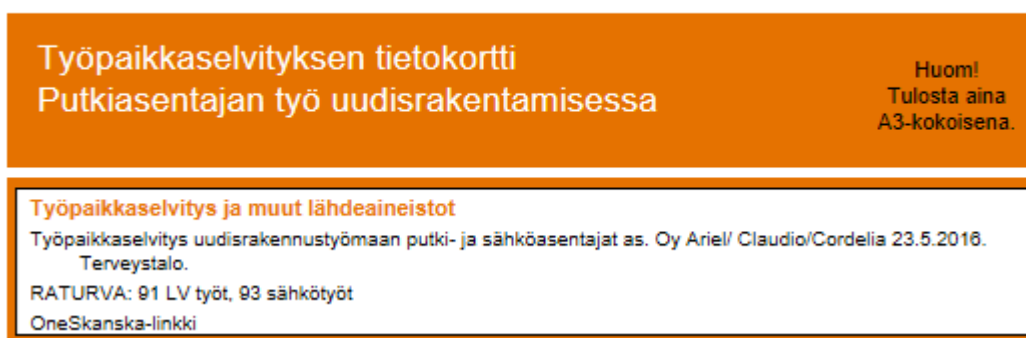 Työpaikkaselvityksen tietokortti
Putkiasentajan työ uudisrakentamisessa
Huom!
Tulosta aina
A3-kokoisena.
Työpaikkaselvitys ja muut lähdeaineistot
Työpaikkaselvitys uudisrakennustyömaan putki- ja sähköasentajat as. Oy Ariel/ Claudio/Cordelia 23.5.2016.
Terveystalo.
RATURVA: 91 LV työt, 93 sähkötyöt
OneSkanska-linkki